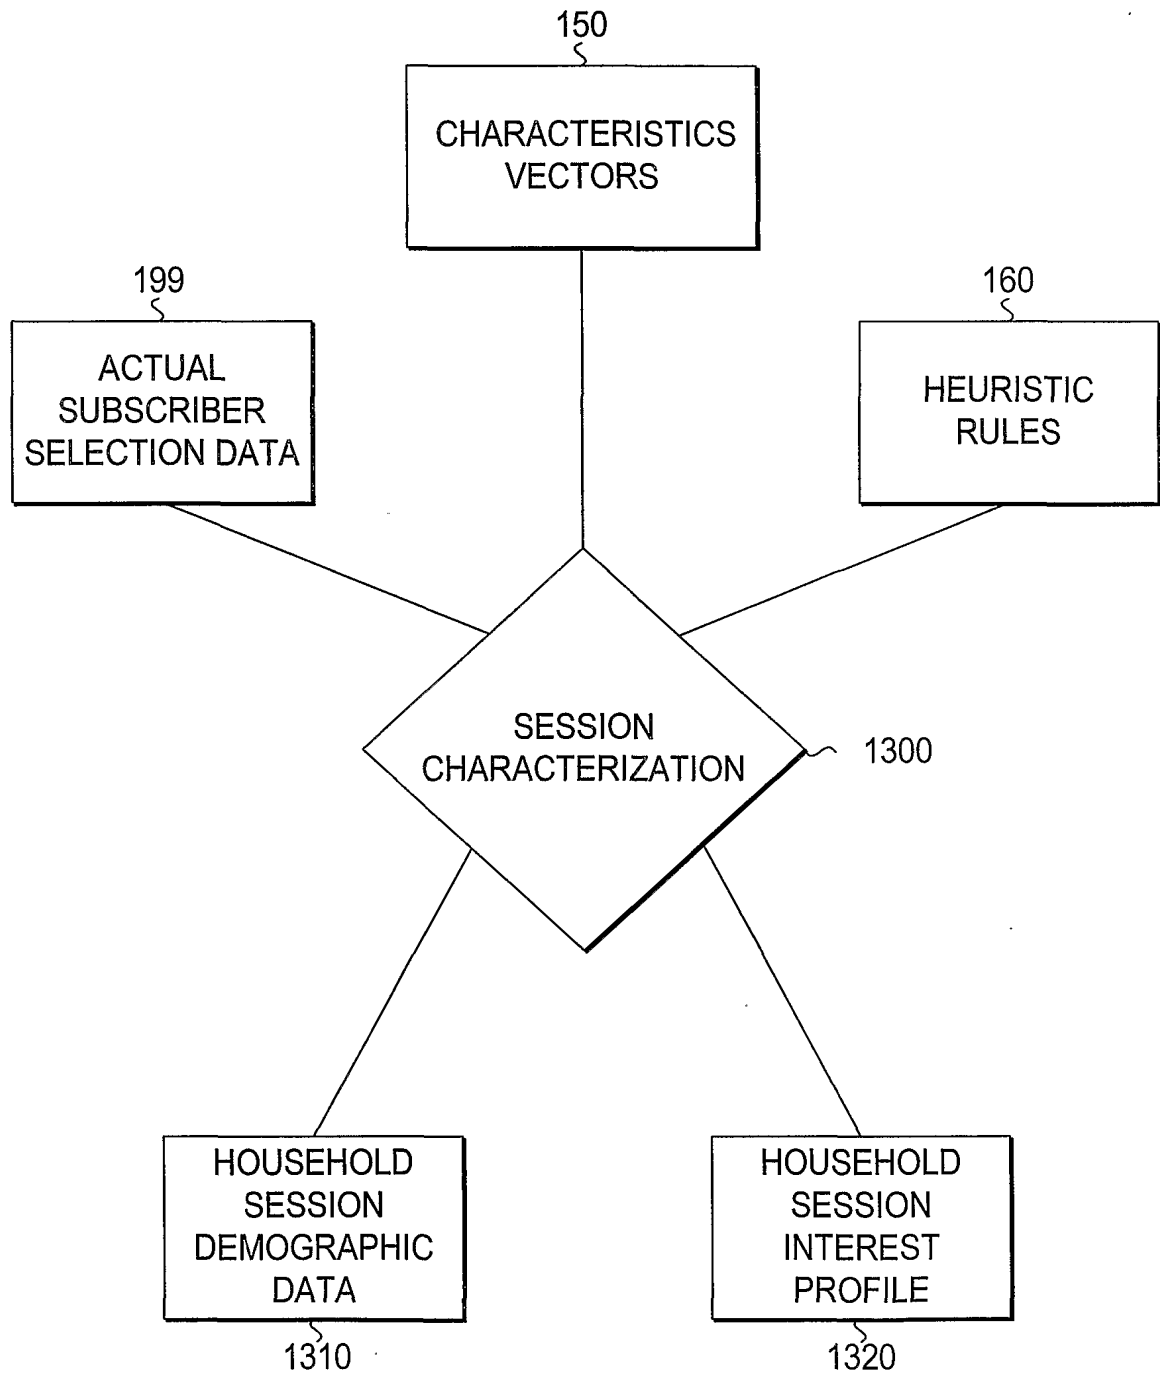 150
CHARACTERISTICS
VECTORS
199
ACTUAL
SUBSCRIBER
SELECTION DATA
160
HEURISTIC
RULES
SESSION
CHARACTERIZATION
1300
HOUSEHOLD
SESSION
DEMOGRAPHIC
DATA
1310
HOUSEHOLD
SESSION
INTEREST
PROFILE
1320